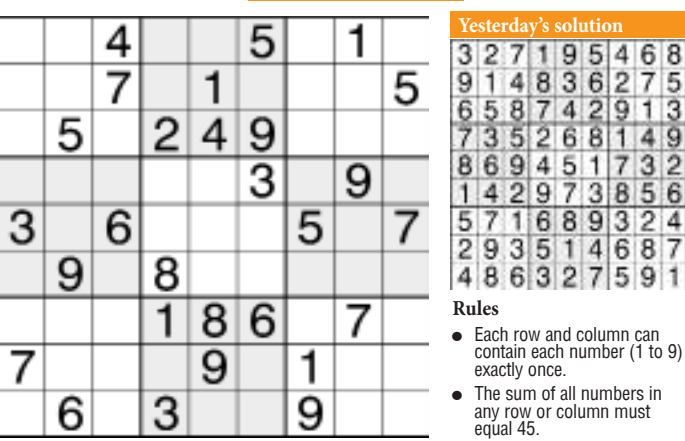 4 5 1
7 1 5
5 2 4 9
3 9
3 6 5 7
9 8
1 8 6 7
7 9 1
6 3 9
Yesterday's solution
3 2 7 1 9 5 4 6 8
9 1 4 8 3 6 2 7 5
6 5 8 7 4 2 9 1 3
7 3 5 2 6 8 1 4 9
8 6 9 4 5 1 7 3 2
1 4 2 9 7 3 8 5 6
5 7 1 6 8 9 3 2 4
2 9 3 5 1 4 6 8 7
4 8 6 3 2 7 5 9 1
Rules
● Each row and column can
contain each number (1 to 9)
exactly once.
● The sum of all numbers in
any row or column must
equal 45.